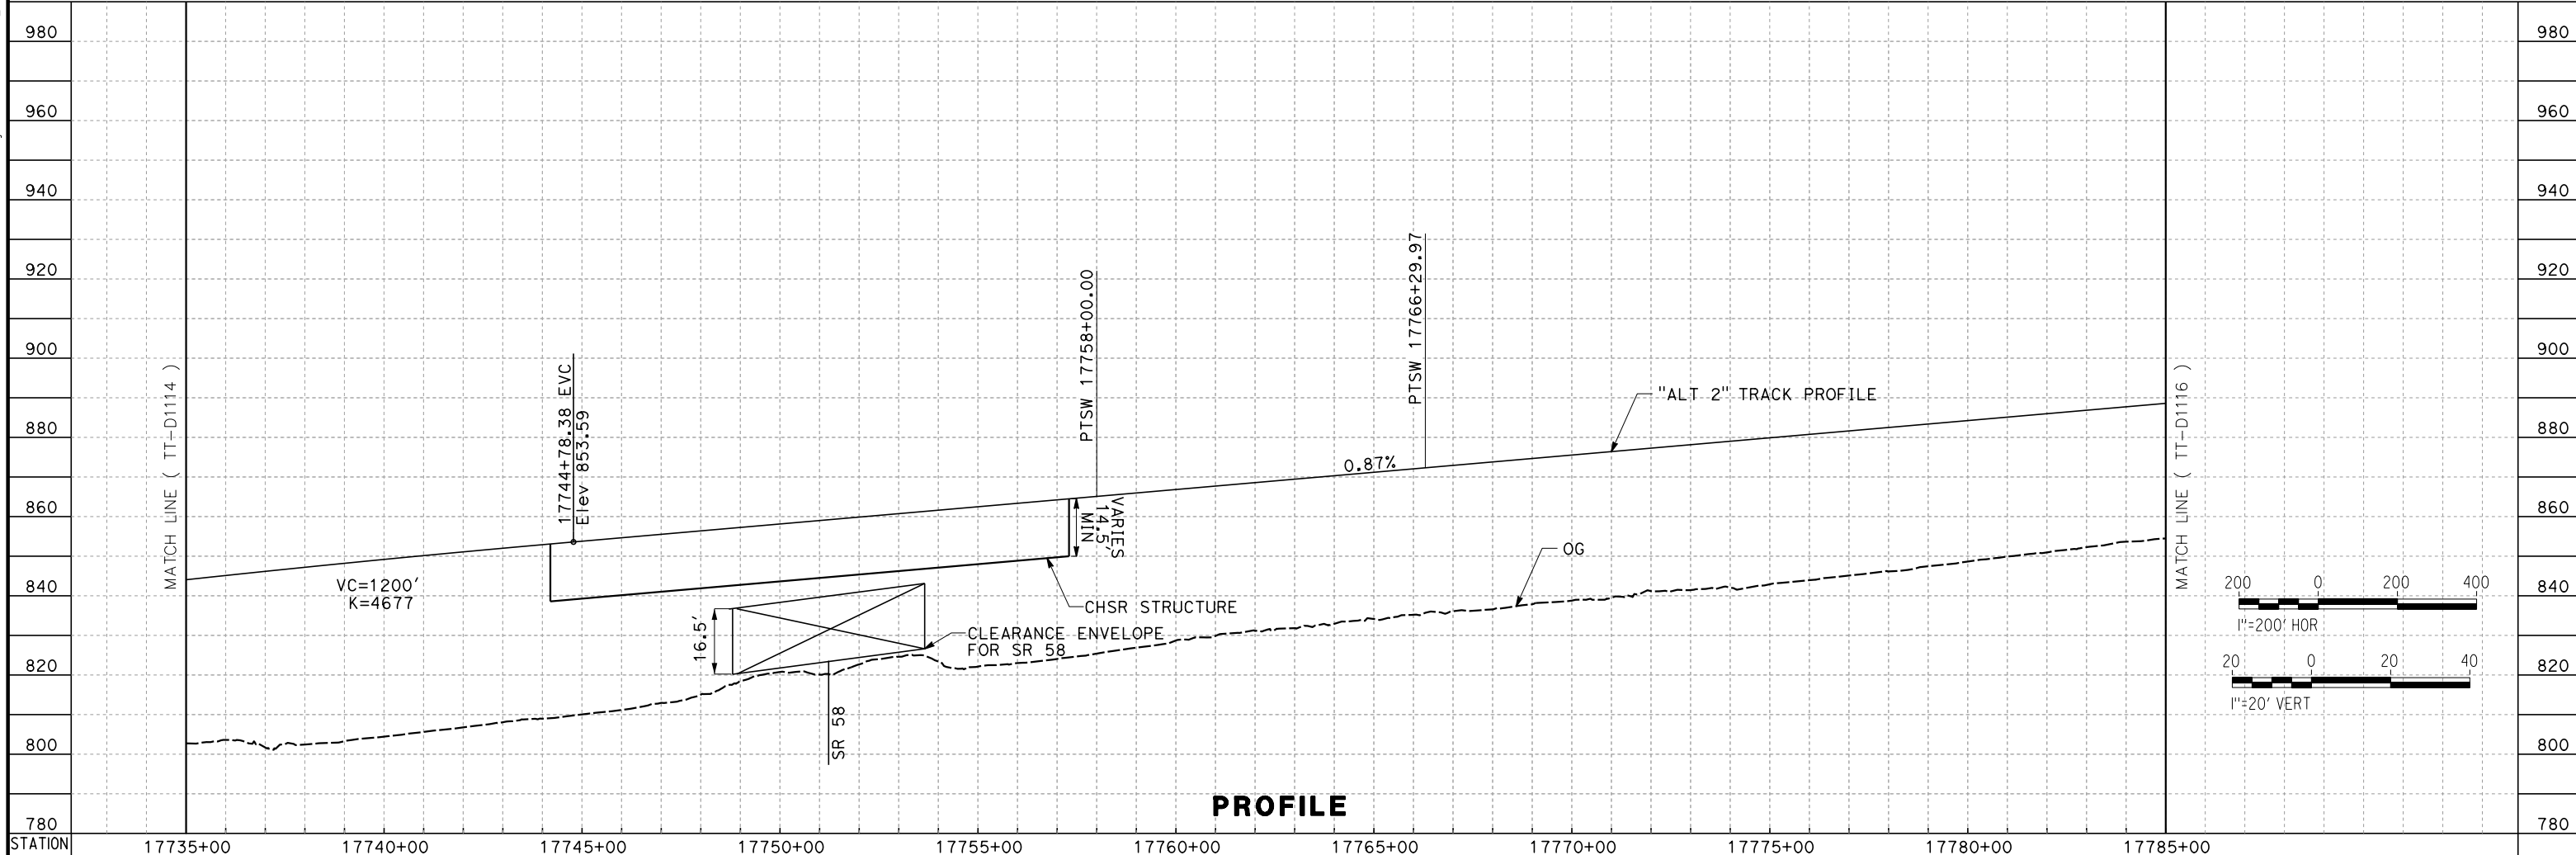 980
980
960
960
940
940
920
920
900
900
880
880
860
860
840
840
820
820
800
800
780
780
MATCH LINE ( TT-D1114 )
VC=1200'
K=4677
17744+78.38 EVC
Elev 853.59
16.5'
SR 58
CLEARANCE ENVELOPE
FOR SR 58
CHSR STRUCTURE
VARIES
14.5'
MIN
PTSW 17758+00.00
0.87%
PTSW 17766+29.97
"ALT 2" TRACK PROFILE
OG
MATCH LINE ( TT-D1116 )
200 0 200 400
1"=200' HOR
20 0 20 40
1"=20' VERT
PROFILE
STATION 17735+00 17740+00 17745+00 17750+00 17755+00 17760+00 17765+00 17770+00 17775+00 17780+00 17785+00